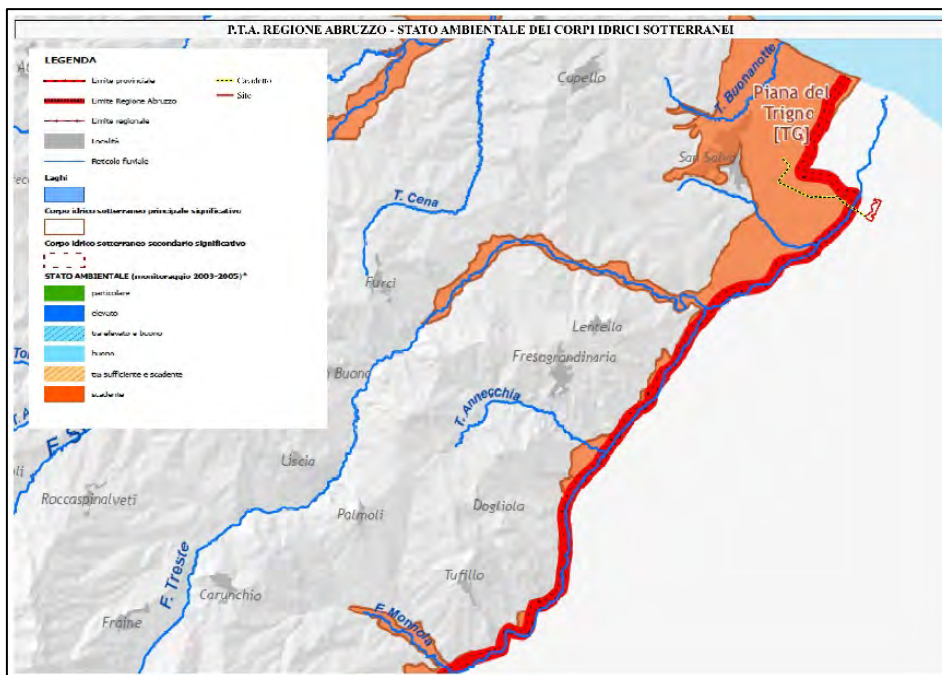 P.T.A. REGIONE ABRUZZO - STATO AMBIENTALE DEI CORPI IDRICI SOTTERRANEI
LEGENDA
Limite provinciale
Limite Regione Abruzzo
Limite regionale
Località
Reticolo fluviale
Cavidotto
Site
Laghi
Corpo idrico sotterraneo principale significativo
Corpo idrico sotterraneo secondario significativo
STATO AMBIENTALE (monitoraggio 2003-2005)*
particolare
elevato
tra elevato e buono
buono
tra sufficiente e scadente
scadente
Cupello
T. Buonanotte
Piana del
Trigno
[TG]
San Salvo
T. Cena
Furci
Lentella
Fresagrandinaria
Buono
T. Annecchia
Liscia
Roccaspinalveti
Palmoli
Dogliola
F. Treste
Carunchio
Tufillo
Fraine
F. Monnola